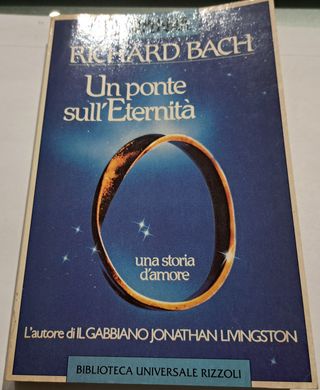 RICHARD BACH
Un ponte
sull'Eternità
una storia
d'amore
L'autore di IL GABBIANO JONATHAN LIVINGSTON
BIBLIOTECA UNIVERSALE RIZZOLI